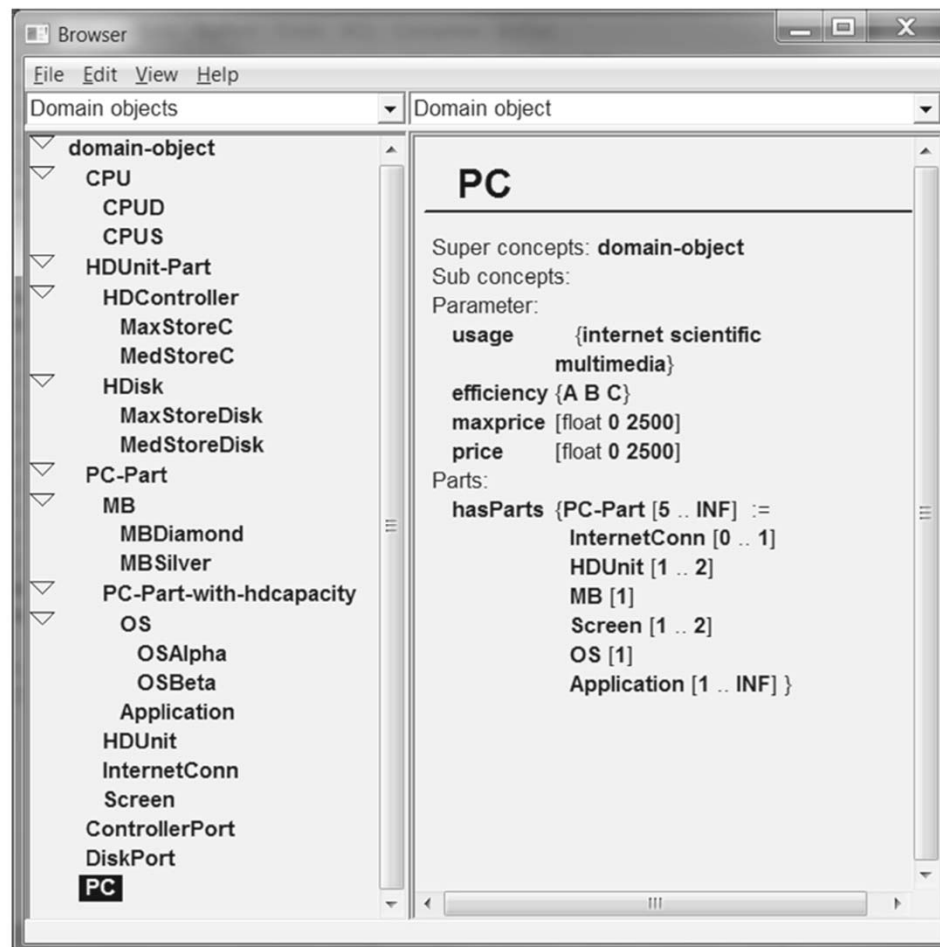 Browser
File Edit View Help
Domain objects
Domain object
domain-object
CPU
CPUD
CPUS
HDUnit-Part
HDController
MaxStoreC
MedStoreC
HDisk
MaxStoreDisk
MedStoreDisk
PC-Part
MB
MBDiamond
MBSilver
PC-Part-with-hdcapacity
OS
OSAlpha
OSBeta
Application
HDUnit
InternetConn
Screen
ControllerPort
DiskPort
PC
PC
Super concepts: domain-object
Sub concepts:
Parameter:
usage {internet scientific
multimedia}
efficiency {A B C}
maxprice [float 0 2500]
price [float 0 2500]
Parts:
hasParts {PC-Part [5 .. INF] :=
InternetConn [0 .. 1]
HDUnit [1 .. 2]
MB [1]
Screen [1 .. 2]
OS [1]
Application [1 .. INF] }